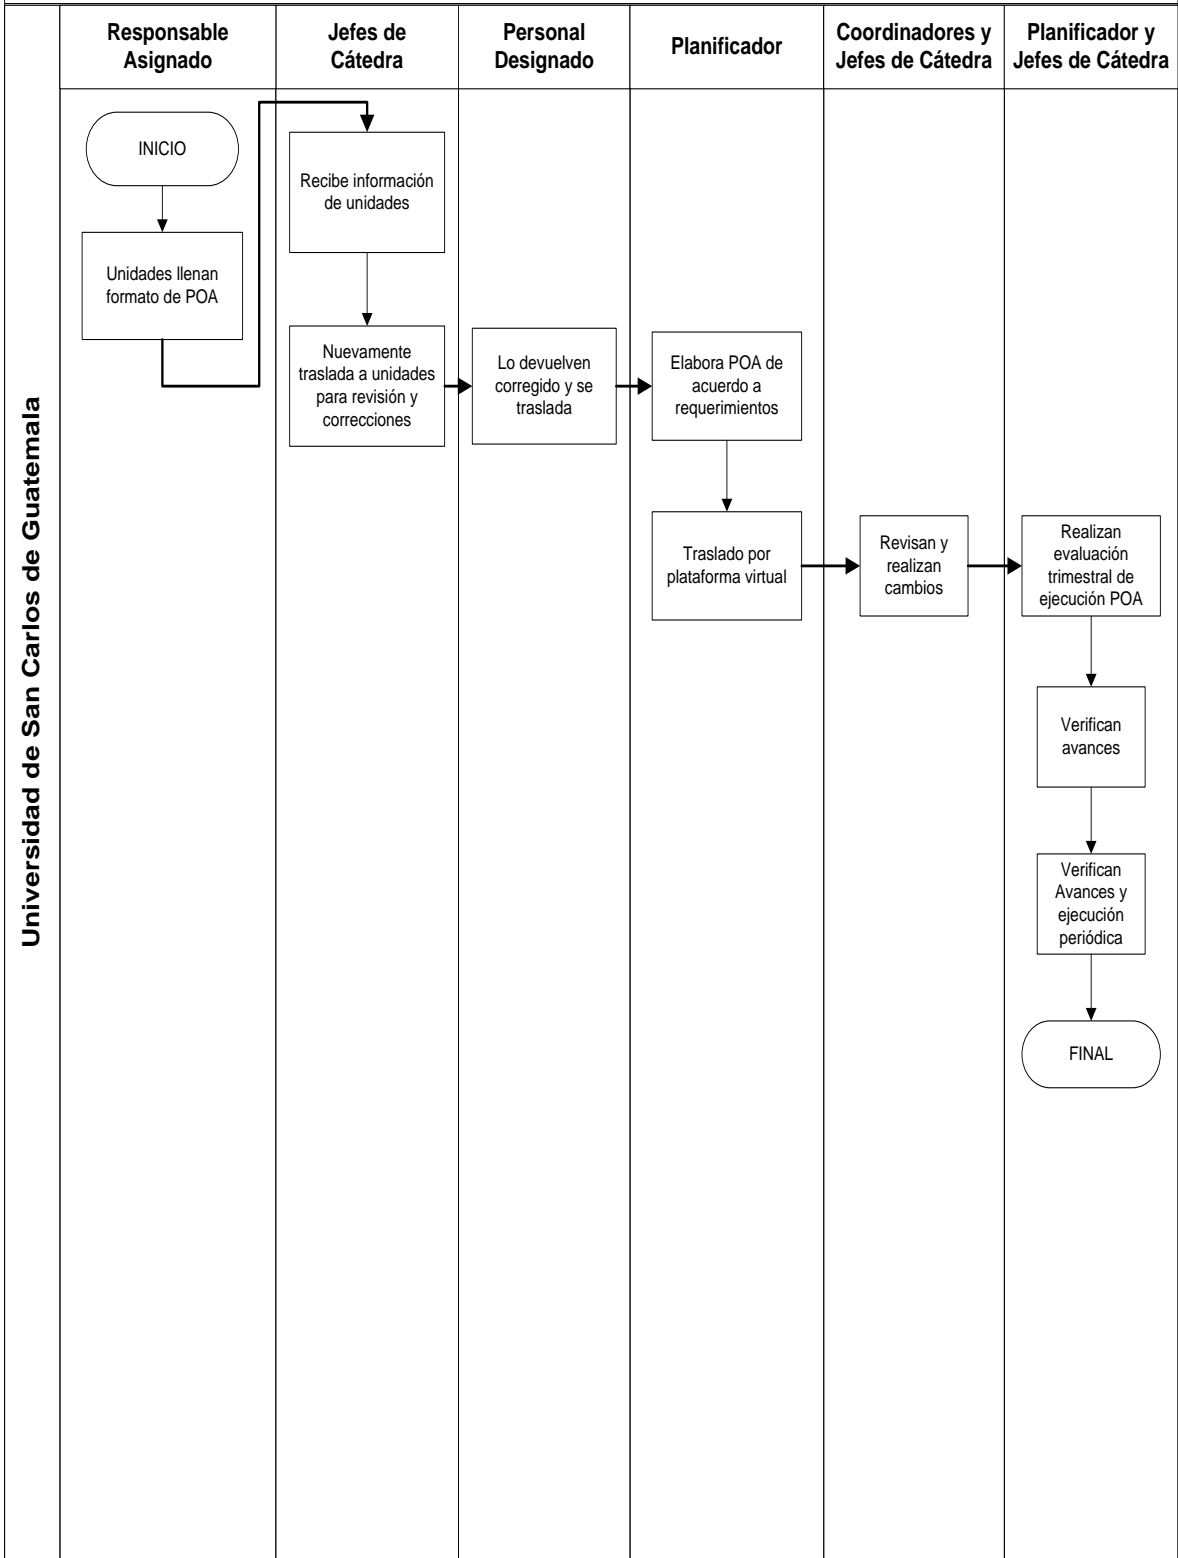 Universidad de San Carlos de Guatemala
Responsable
Asignado
Jefes de
Cátedra
Personal
Designado
Planificador
Coordinadores y
Jefes de Cátedra
Planificador y
Jefes de Cátedra
INICIO
Unidades llenan
formato de POA
Recibe información
de unidades
Nuevamente
traslada a unidades
para revisión y
correcciones
Lo devuelven
corregido y se
traslada
Elabora POA de
acuerdo a
requerimientos
Traslado por
plataforma virtual
Revisan y
realizan
cambios
Realizan
evaluación
trimestral de
ejecución POA
Verifican
avances
Verifican
Avances y
ejecución
periódica
FINAL